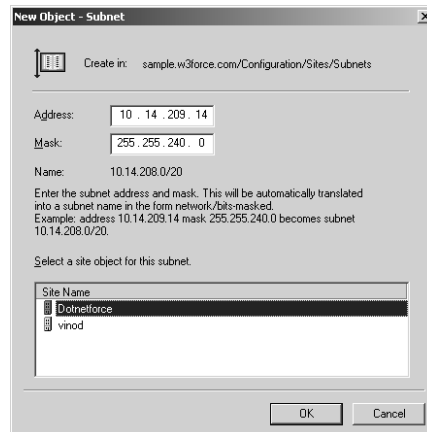 New Object - Subnet
Create in: sample.w3force.com/Configuration/Sites/Subnets
Address: 10 . 14 . 209 . 14
Mask: 255 . 255 . 240 . 0
Name: 10.14.208.0/20
Enter the subnet address and mask. This will be automatically translated
into a subnet name in the form network/bits-masked.
Example: address 10.14.209.14 mask 255.255.240.0 becomes subnet
10.14.208.0/20.
Select a site object for this subnet.
Site Name
Dotnetforce
vinod
OK Cancel